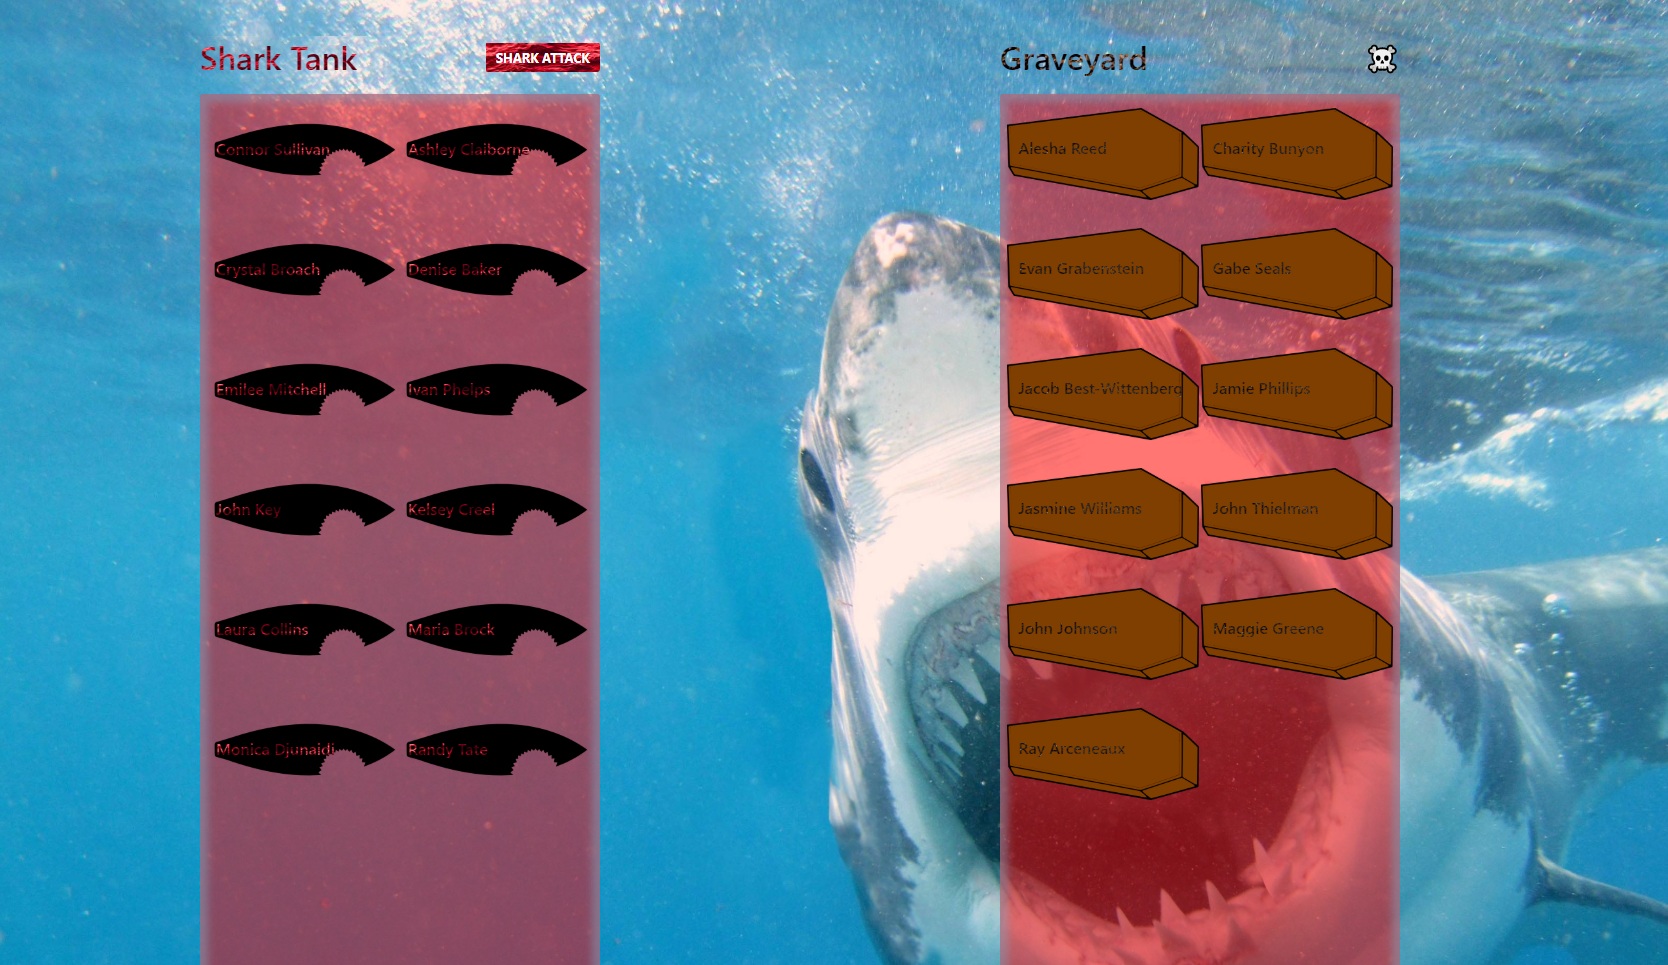 Shark Tank
SHARK ATTACK
Connor Sullivan
Ashley Claiborne
Crystal Broach
Denise Baker
Emilee Mitchell
Ivan Phelps
John Key
Kelsey Creel
Laura Collins
Maria Brock
Monica Djunaidi
Randy Tate
Graveyard
Alesha Reed
Charity Bunyon
Evan Grabenstein
Gabe Seals
Jacob Best-Wittenberg
Jamie Phillips
Jasmine Williams
John Thielman
John Johnson
Maggie Greene
Ray Arceneaux